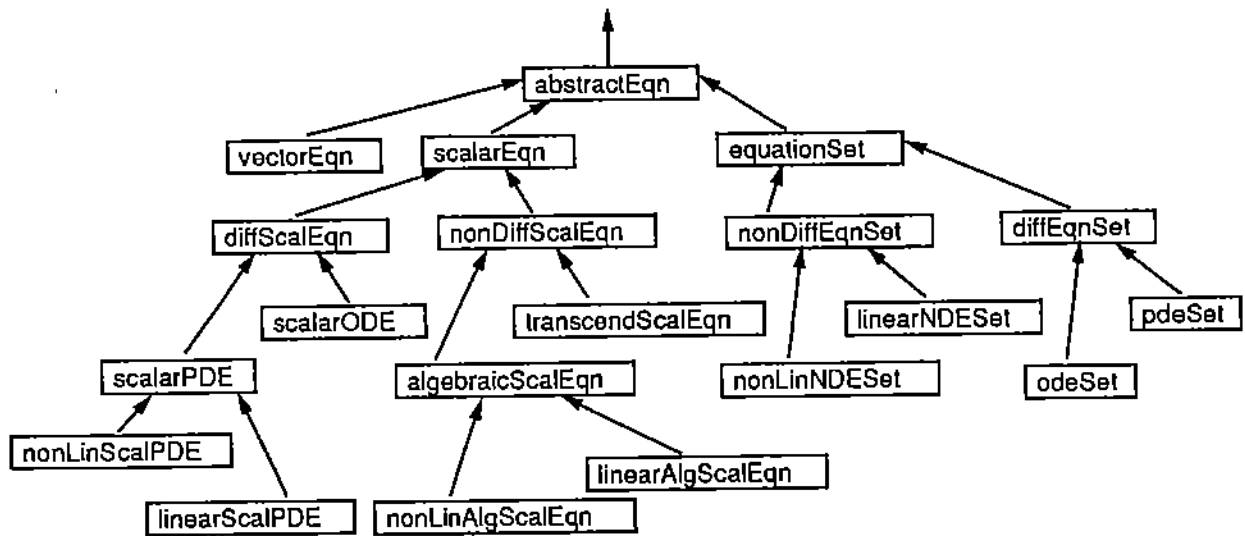 abstractEqn
vectorEqn
scalarEqn
equationSet
diffScalEqn
nonDiffScalEqn
nonDiffEqnSet
diffEqnSet
scalarODE
transcendScalEqn
linearNDESet
pdeSet
scalarPDE
algebraicScalEqn
nonLinNDESet
odeSet
nonLinScalPDE
linearAlgScalEqn
linearScalPDE
nonLinAlgScalEqn